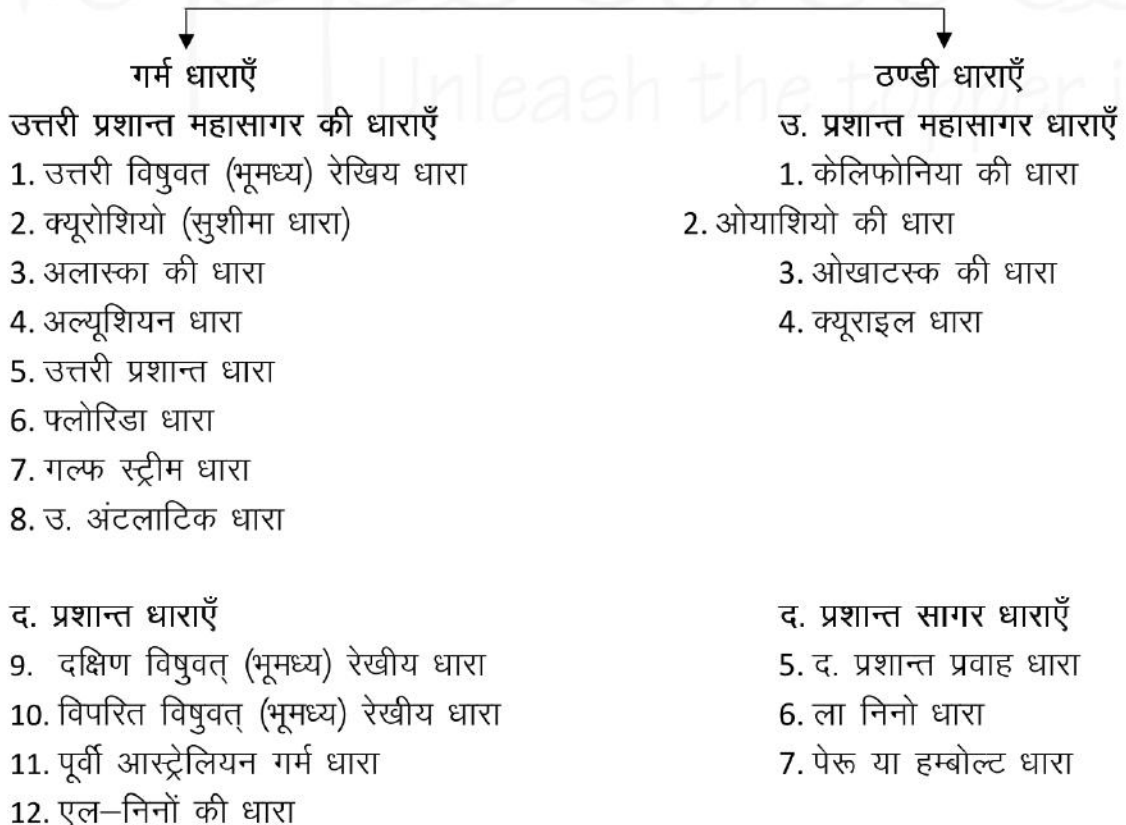 Unleash the topper i
गर्म धाराएँ
उत्तरी प्रशान्त महासागर की धाराएँ
1. उत्तरी विषुवत (भूमध्य) रेखिय धारा
2. क्यूरोशियो (सुशीमा धारा)
3. अलास्का की धारा
4. अल्यूशियन धारा
5. उत्तरी प्रशान्त धारा
6. फ्लोरिडा धारा
7. गल्फ स्ट्रीम धारा
8. उ. अंटलाटिक धारा
द. प्रशान्त धाराएँ
9. दक्षिण विषुवत् (भूमध्य) रेखीय धारा
10. विपरित विषुवत् (भूमध्य) रेखीय धारा
11. पूर्वी आस्ट्रेलियन गर्म धारा
12. एल–निनों की धारा
ठण्डी धाराएँ
उ. प्रशान्त महासागर धाराएँ
1. केलिफोनिया की धारा
2. ओयाशियो की धारा
3. ओखाटस्क की धारा
4. क्यूराइल धारा
द. प्रशान्त सागर धाराएँ
5. द. प्रशान्त प्रवाह धारा
6. ला निनो धारा
7. पेरू या हम्बोल्ट धारा